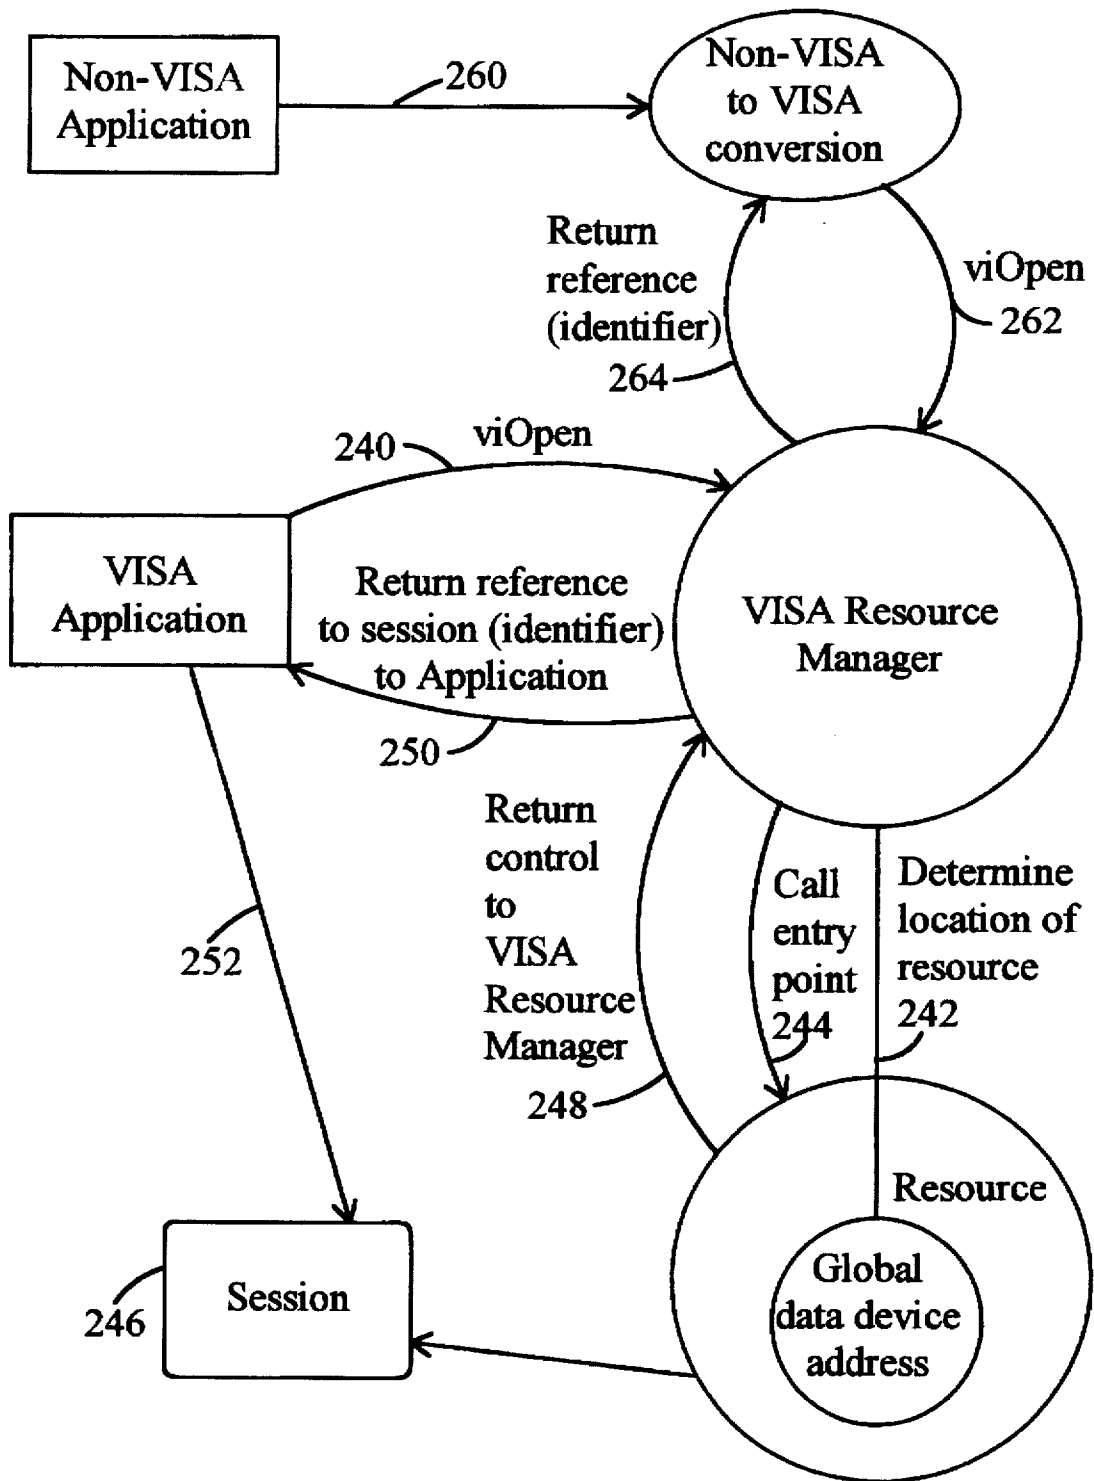 Non-VISA
Application
260
Non-VISA
to VISA
conversion
Return
reference
(identifier)
264
viOpen
262
240
viOpen
VISA
Application
Return reference
to session (identifier)
to Application
250
VISA Resource
Manager
Return
control
to
VISA
Resource
Manager
248
Call
entry
point
244
Determine
location of
resource
242
252
Resource
Global
data device
address
Session
246